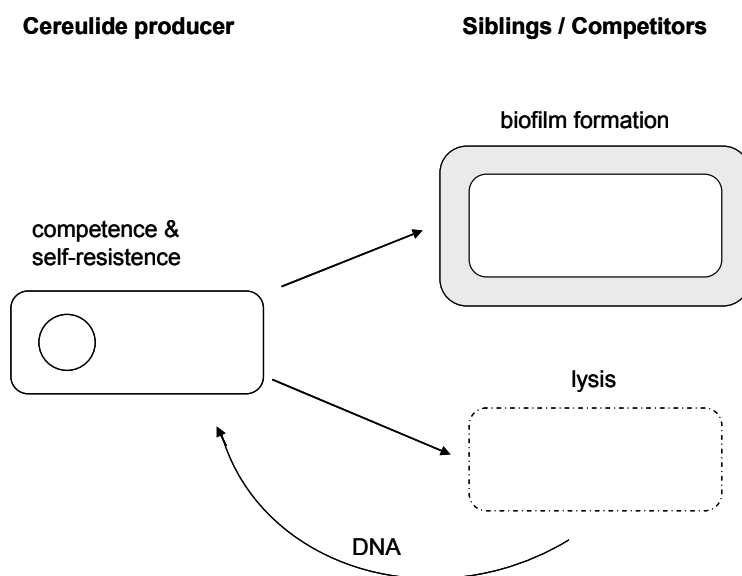 Cereulide producer
Siblings / Competitors
biofilm formation
competence &
self-resistence
lysis
DNA